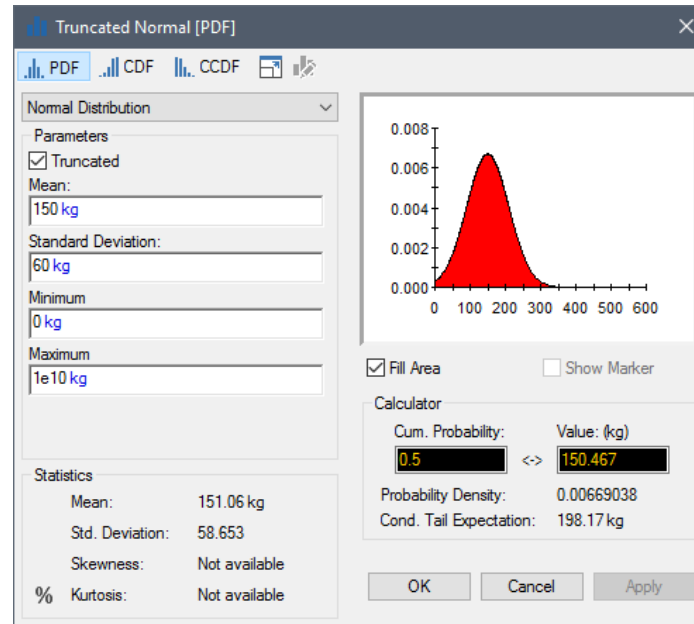 Truncated Normal [PDF]
PDF CDF CCDF
Normal Distribution
Parameters
Truncated
Mean:
150 kg
Standard Deviation:
60 kg
Minimum
0 kg
Maximum
1e10 kg
Statistics
Mean: 151.06 kg
Std. Deviation: 58.653
Skewness: Not available
% Kurtosis: Not available
0.008
0.006
0.004
0.002
0.000
0 100 200 300 400 500 600
Fill Area Show Marker
Calculator
Cum. Probability: Value: (kg)
0.5 <-> 150.467
Probability Density: 0.00669038
Cond. Tail Expectation: 198.17 kg
OK Cancel Apply